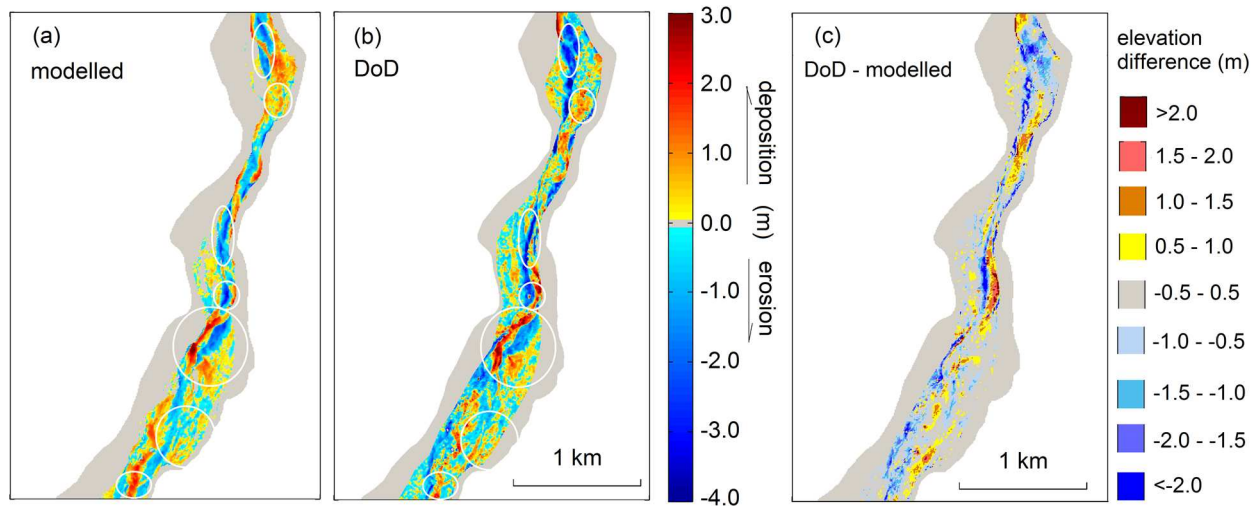 (a)
modelled
(b)
DoD
1 km
3.0
2.0
1.0
0.0
-1.0
-2.0
-3.0
-4.0
deposition
(m)
erosion
(c)
DoD - modelled
1 km
elevation
difference (m)
>2.0
1.5 - 2.0
1.0 - 1.5
0.5 - 1.0
-0.5 - 0.5
-1.0 - -0.5
-1.5 - -1.0
-2.0 - -1.5
<-2.0